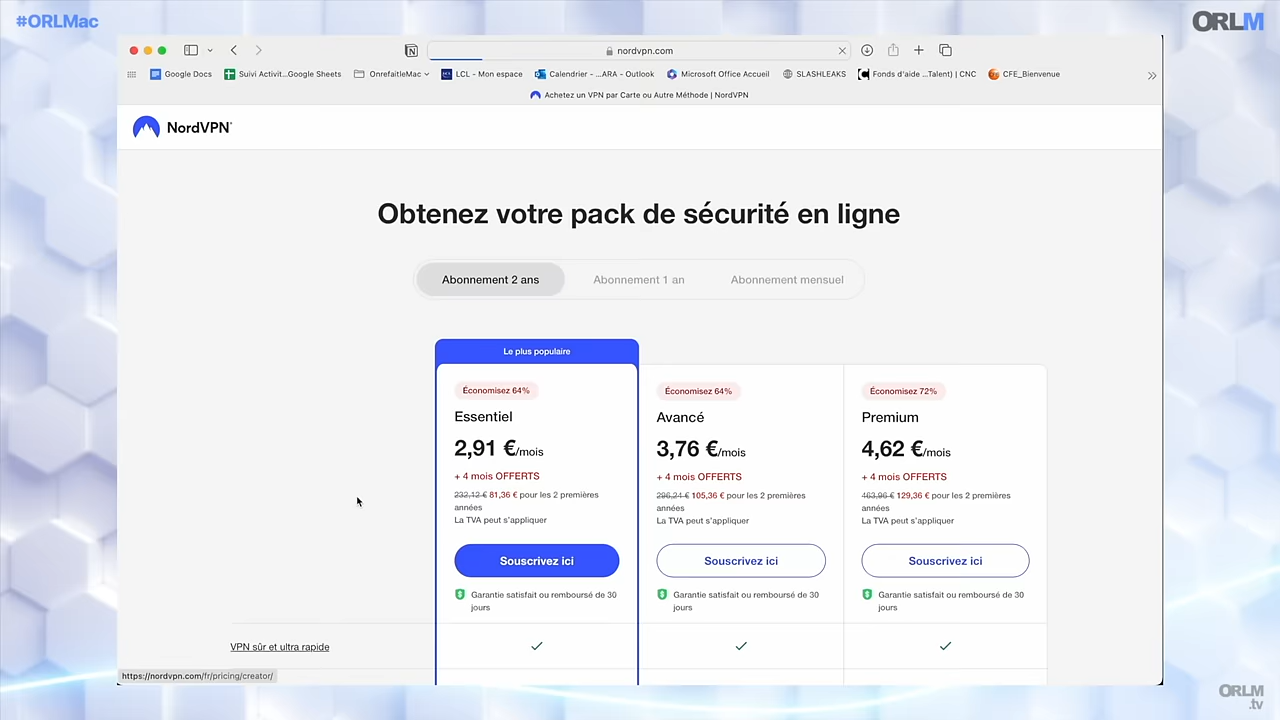 #ORLMac
ORLM
nordvpn.com
Google Docs
Suivi Activit...Google Sheets
OnrefaitleMac
LCL - Mon espace
Calendrier - ...ARA - Outlook
Microsoft Office Accueil
SLASHLEAKS
Fonds d'aide ...Talent) | CNC
CFE_Bienvenue
Achetez un VPN par Carte ou Autre Méthode | NordVPN
NordVPN
Obtenez votre pack de sécurité en ligne
Abonnement 2 ans
Abonnement 1 an
Abonnement mensuel
Le plus populaire
Économisez 64%
Essentiel
2,91 €/mois
+ 4 mois OFFERTS
232,12 € 81,36 € pour les 2 premières
années
La TVA peut s'appliquer
Souscrivez ici
Garantie satisfait ou remboursé de 30
jours
Économisez 64%
Avancé
3,76 €/mois
+ 4 mois OFFERTS
296,24 € 105,36 € pour les 2 premières
années
La TVA peut s'appliquer
Souscrivez ici
Garantie satisfait ou remboursé de 30
jours
Économisez 72%
Premium
4,62 €/mois
+ 4 mois OFFERTS
463,96 € 129,36 € pour les 2 premières
années
La TVA peut s'appliquer
Souscrivez ici
Garantie satisfait ou remboursé de 30
jours
VPN sûr et ultra rapide
https://nordvpn.com/fr/pricing/creator/
ORLM
.tv